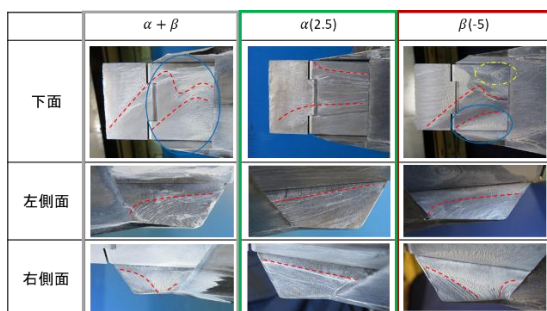 α + β	α(2.5)	β(-5)
下面
左側面
右側面